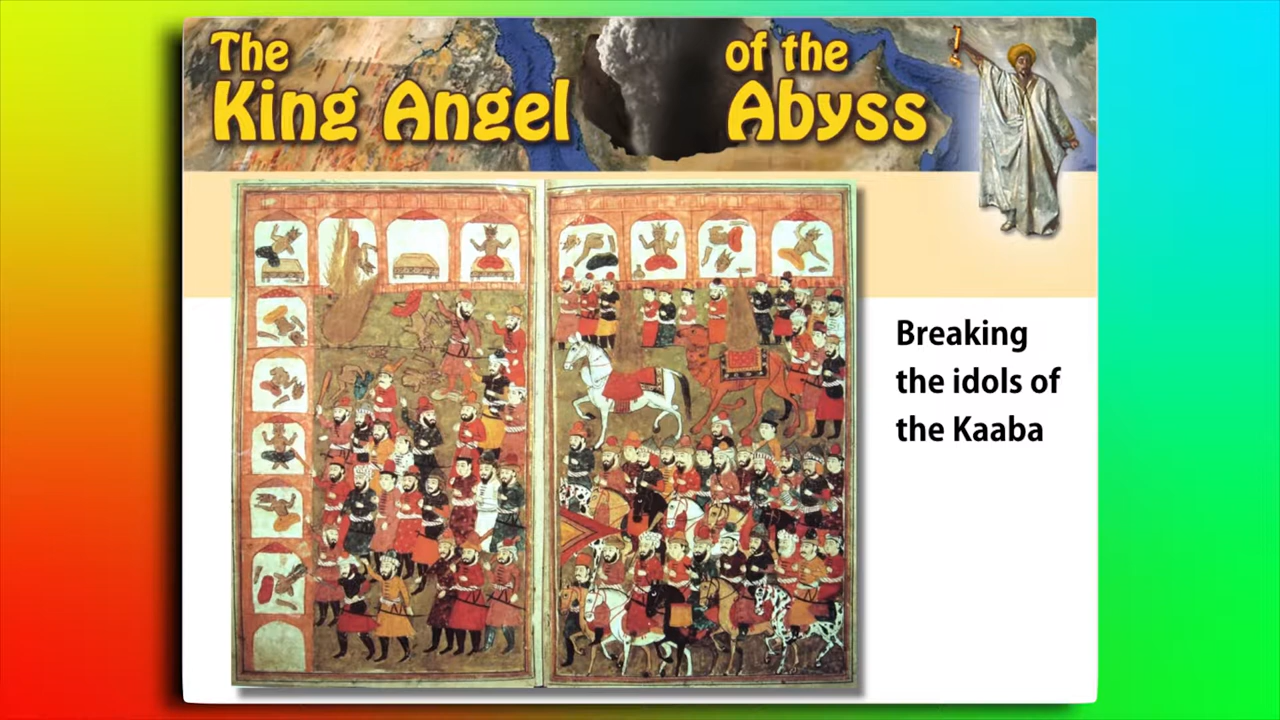 The of the
King Angel Abyss
Breaking
the idols of
the Kaaba